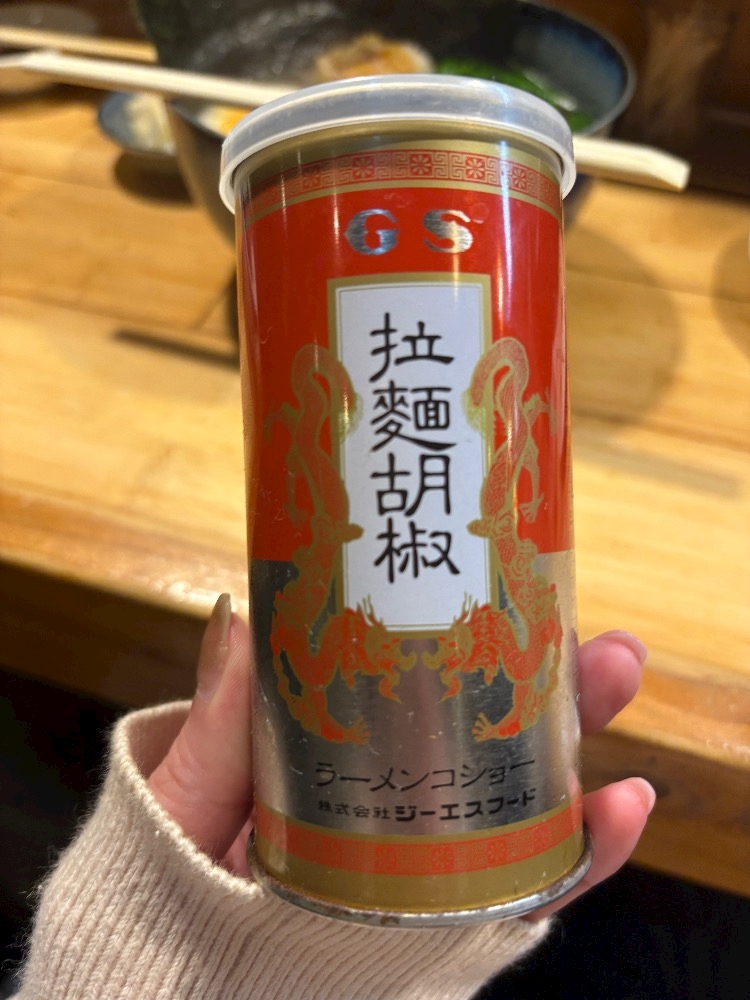 GS
拉麵胡椒
ラーメンコショー
株式会社ジーエスフード